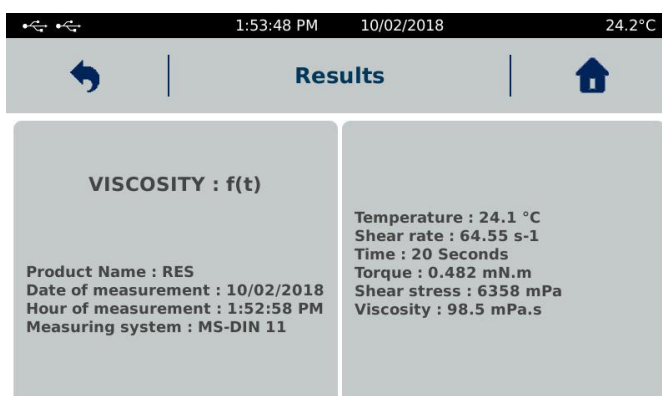 1:53:48 PM 10/02/2018 24.2°C
Results
VISCOSITY : f(t)
Product Name : RES
Date of measurement : 10/02/2018
Hour of measurement : 1:52:58 PM
Measuring system : MS-DIN 11
Temperature : 24.1 °C
Shear rate : 64.55 s-1
Time : 20 Seconds
Torque : 0.482 mN.m
Shear stress : 6358 mPa
Viscosity : 98.5 mPa.s